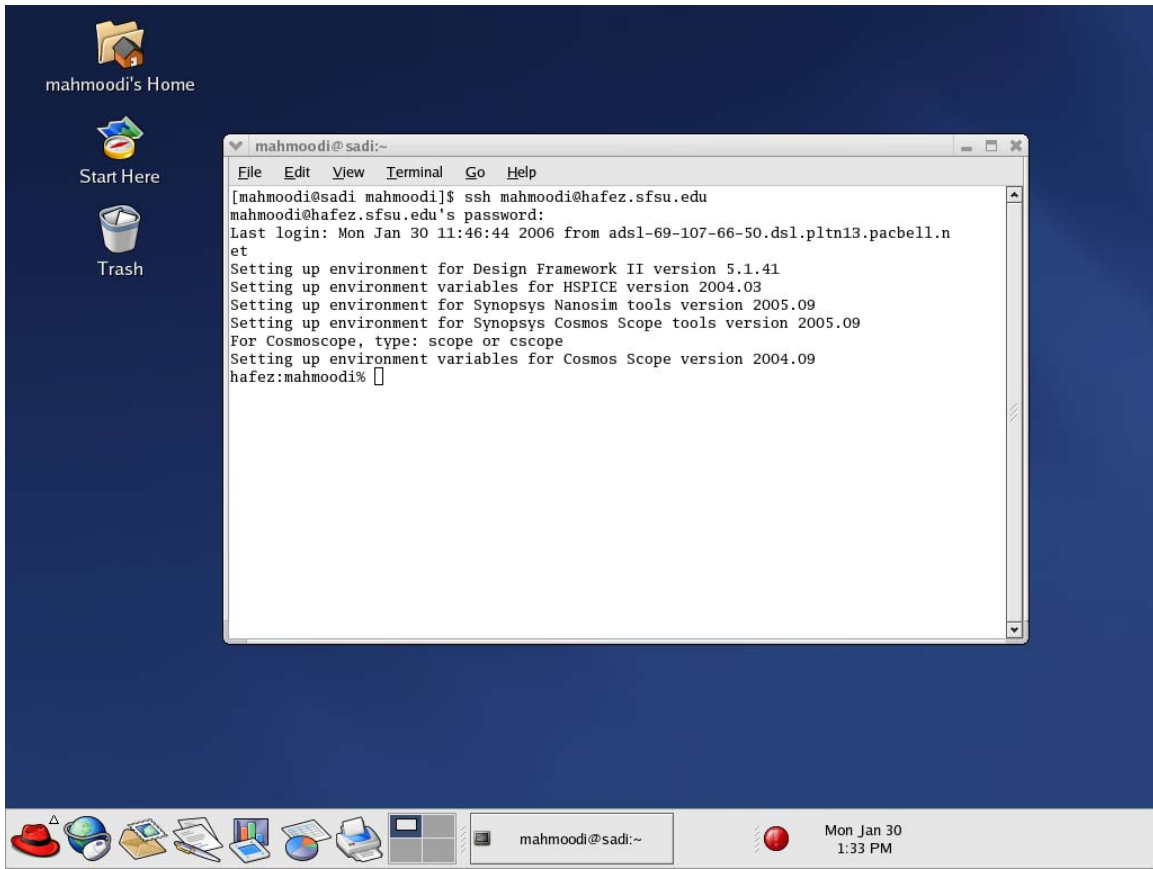 mahmoodi's Home
Start Here
Trash
mahmoodi@sadi:~
File Edit View Terminal Go Help
[mahmoodi@sadi mahmoodi]$ ssh mahmoodi@hafez.sfsu.edu
mahmoodi@hafez.sfsu.edu's password:
Last login: Mon Jan 30 11:46:44 2006 from adsl-69-107-66-50.dsl.pltn13.pacbell.n
et
Setting up environment for Design Framework II version 5.1.41
Setting up environment variables for HSPICE version 2004.03
Setting up environment for Synopsys Nanosim tools version 2005.09
Setting up environment for Synopsys Cosmos Scope tools version 2005.09
For Cosmoscope, type: scope or cscope
Setting up environment variables for Cosmos Scope version 2004.09
hafez:mahmoodi%
mahmoodi@sadi:~
Mon Jan 30
1:33 PM